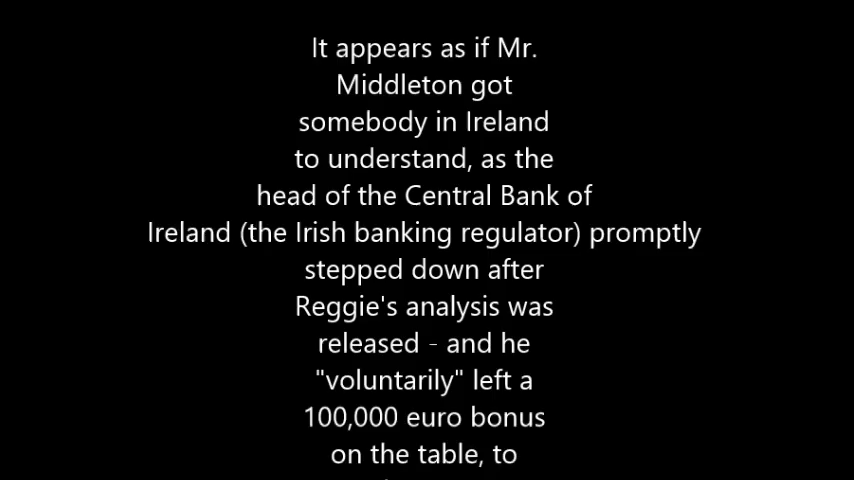 It appears as if Mr.
Middleton got
somebody in Ireland
to understand, as the
head of the Central Bank of
Ireland (the Irish banking regulator) promptly
stepped down after
Reggie's analysis was
released - and he
"voluntarily" left a
100,000 euro bonus
on the table, to